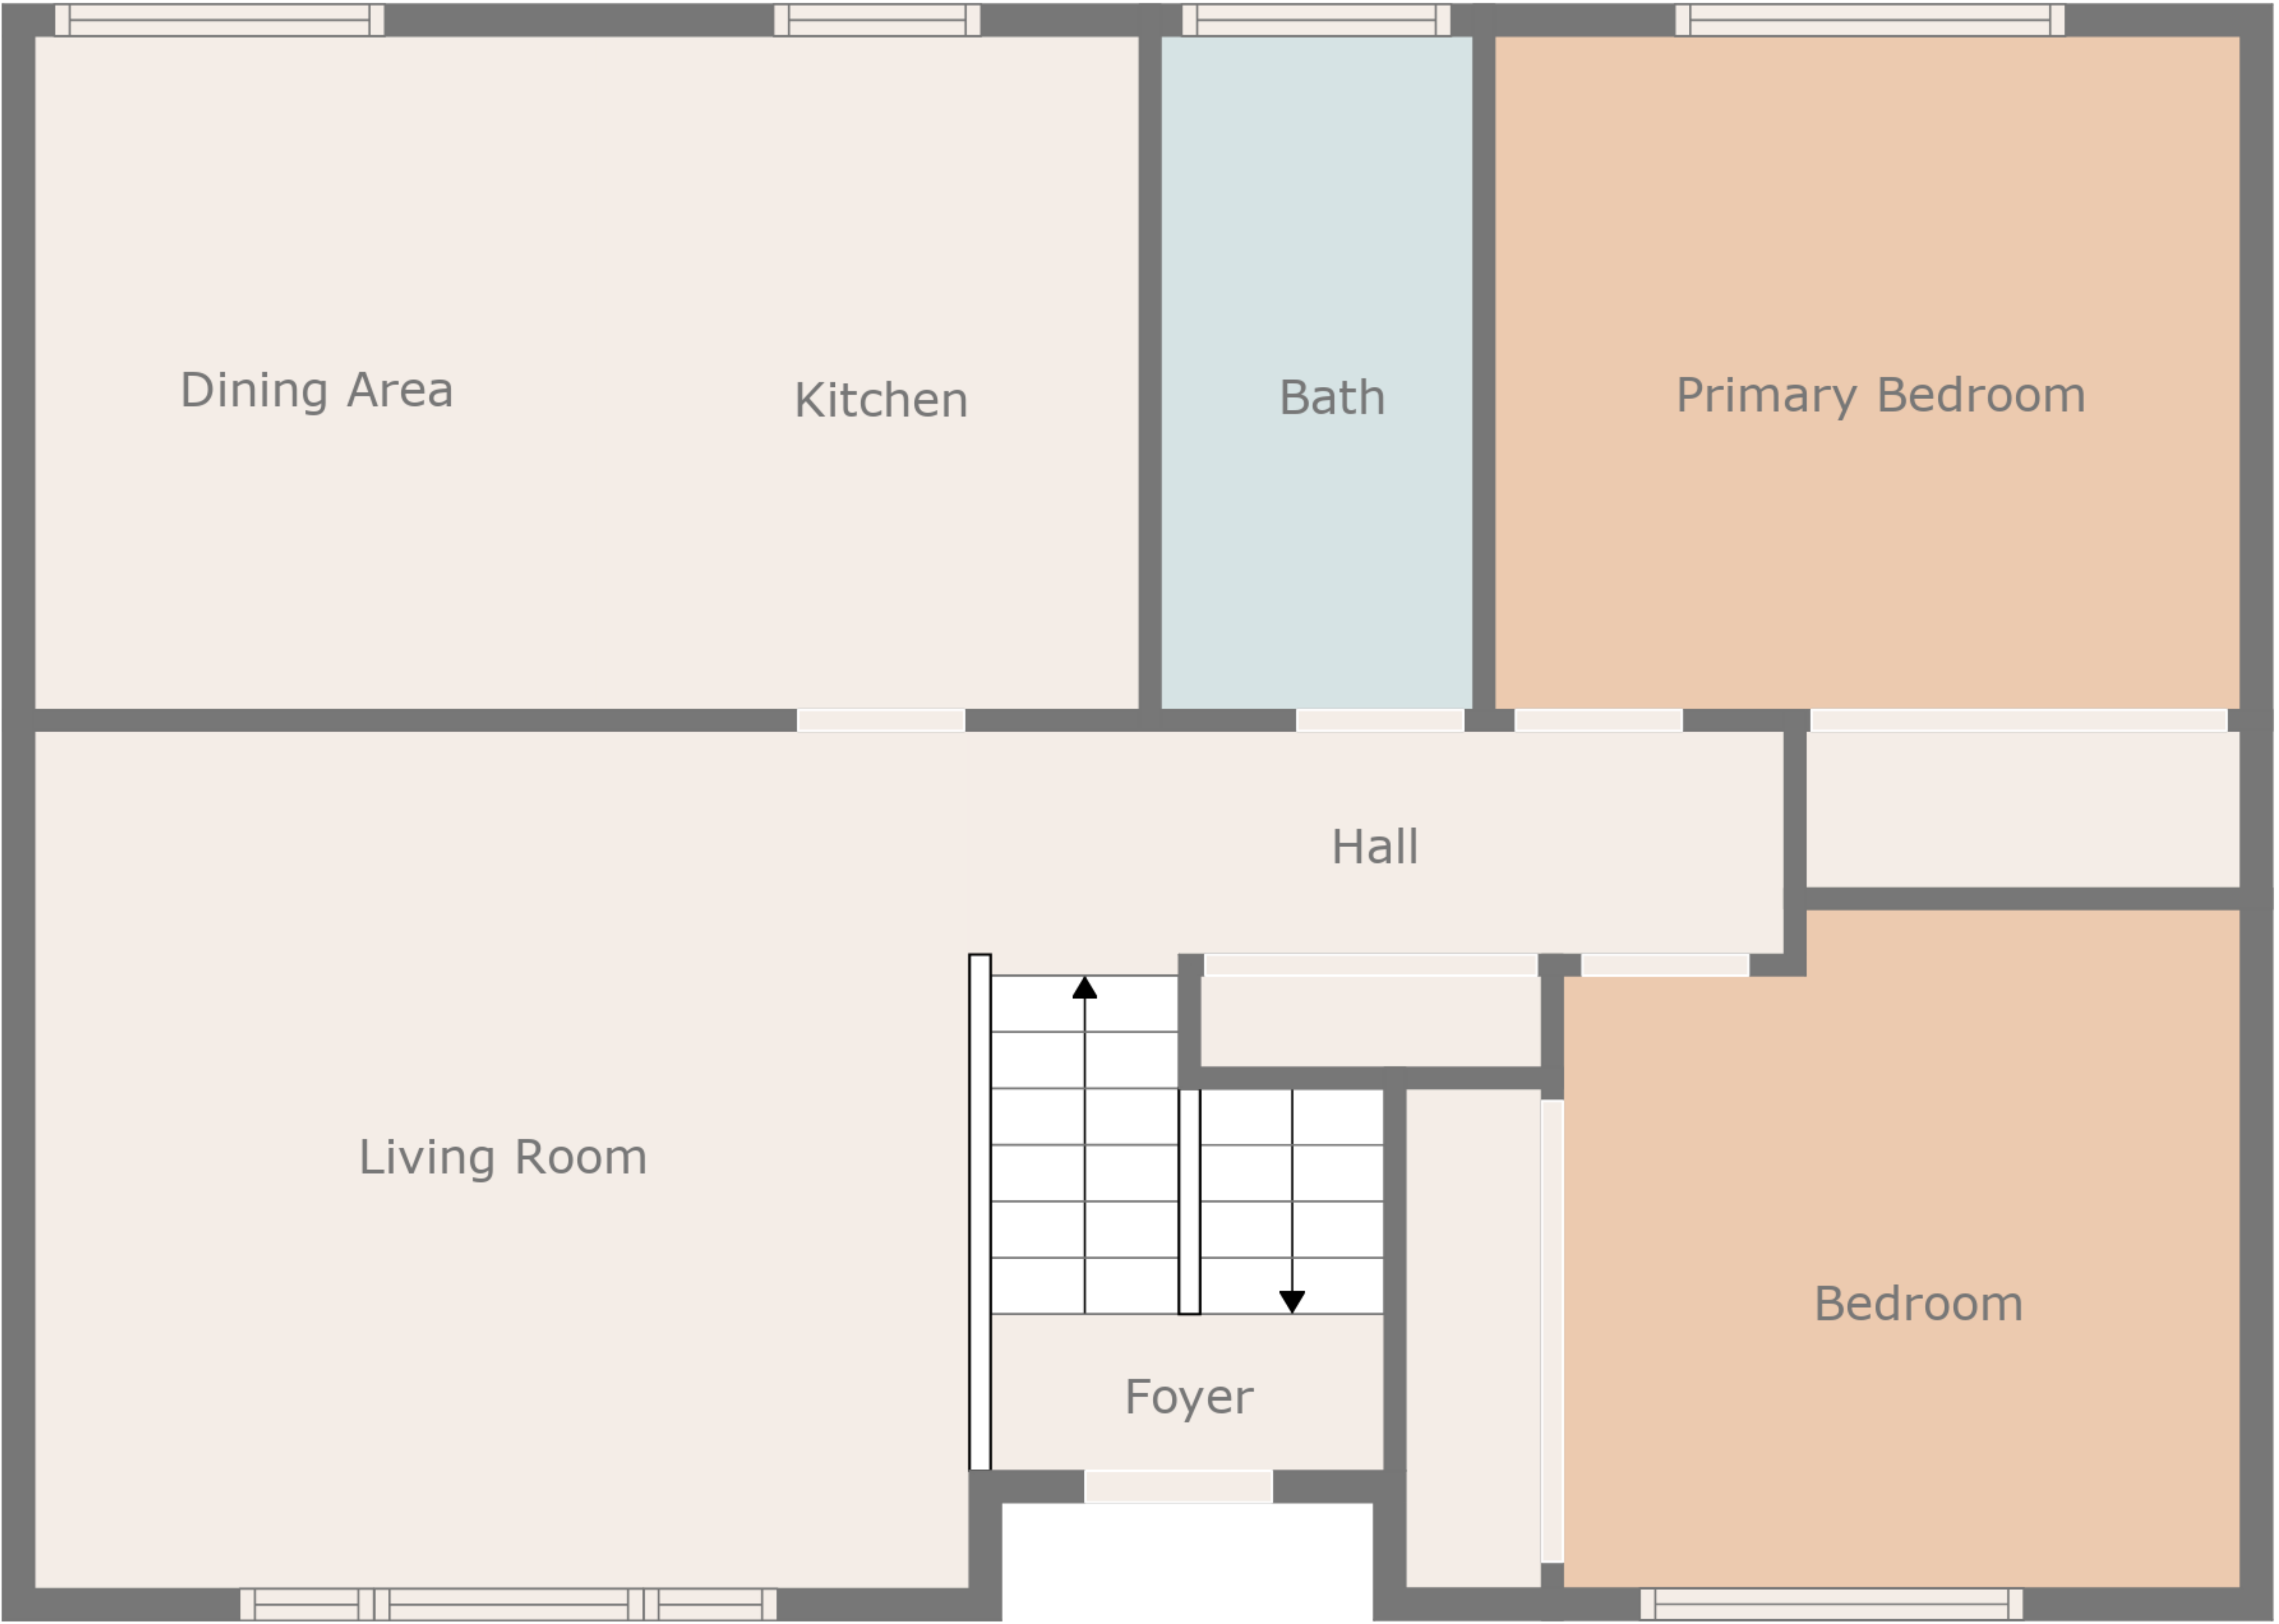 Dining Area
Kitchen
Bath
Primary Bedroom
Hall
Living Room
Bedroom
Foyer